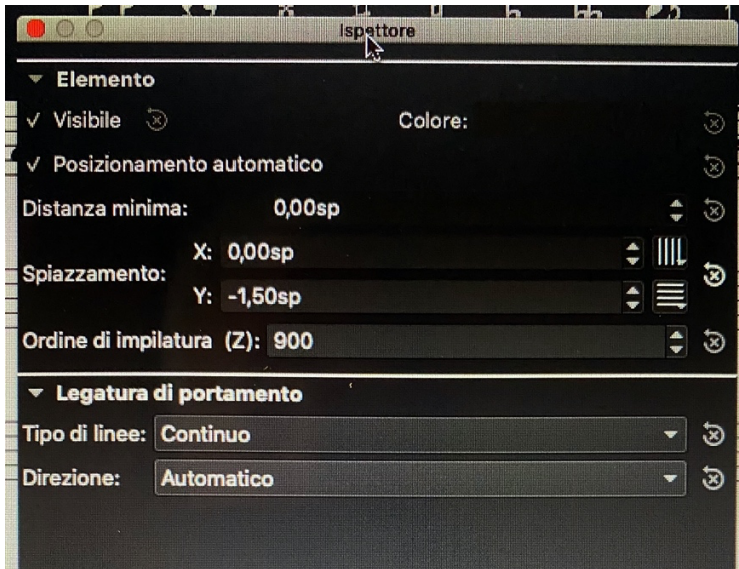 Ispettore
Elemento
Visibile
Colore:
Posizionamento automatico
Distanza minima: 0,00sp
Spiazzamento:
X: 0,00sp
Y: -1,50sp
Ordine di impilatura (Z): 900
Legatura di portamento
Tipo di linee: Continuo
Direzione: Automatico